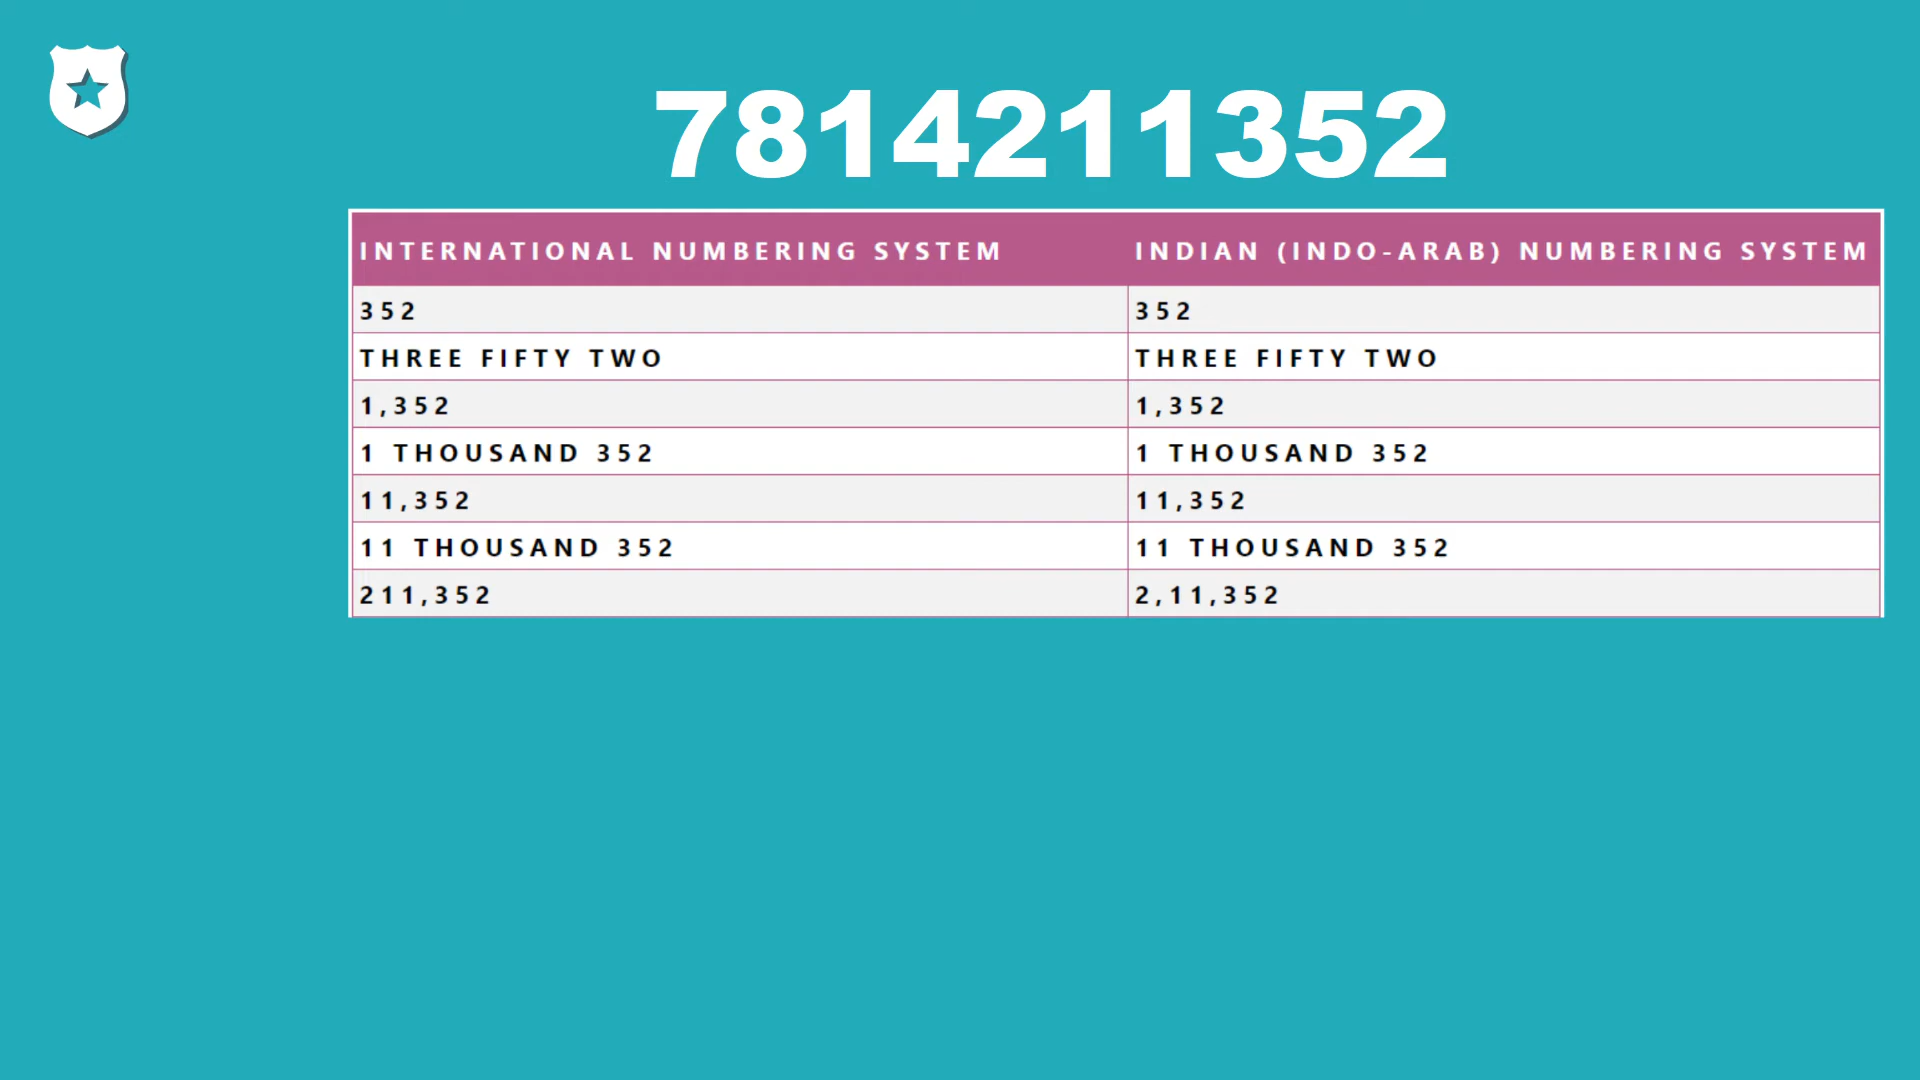 7814211352
INTERNATIONAL NUMBERING SYSTEM INDIAN (INDO-ARAB) NUMBERING SYSTEM
352 352
THREE FIFTY TWO THREE FIFTY TWO
1,352 1,352
1 THOUSAND 352 1 THOUSAND 352
11,352 11,352
11 THOUSAND 352 11 THOUSAND 352
211,352 2,11,352